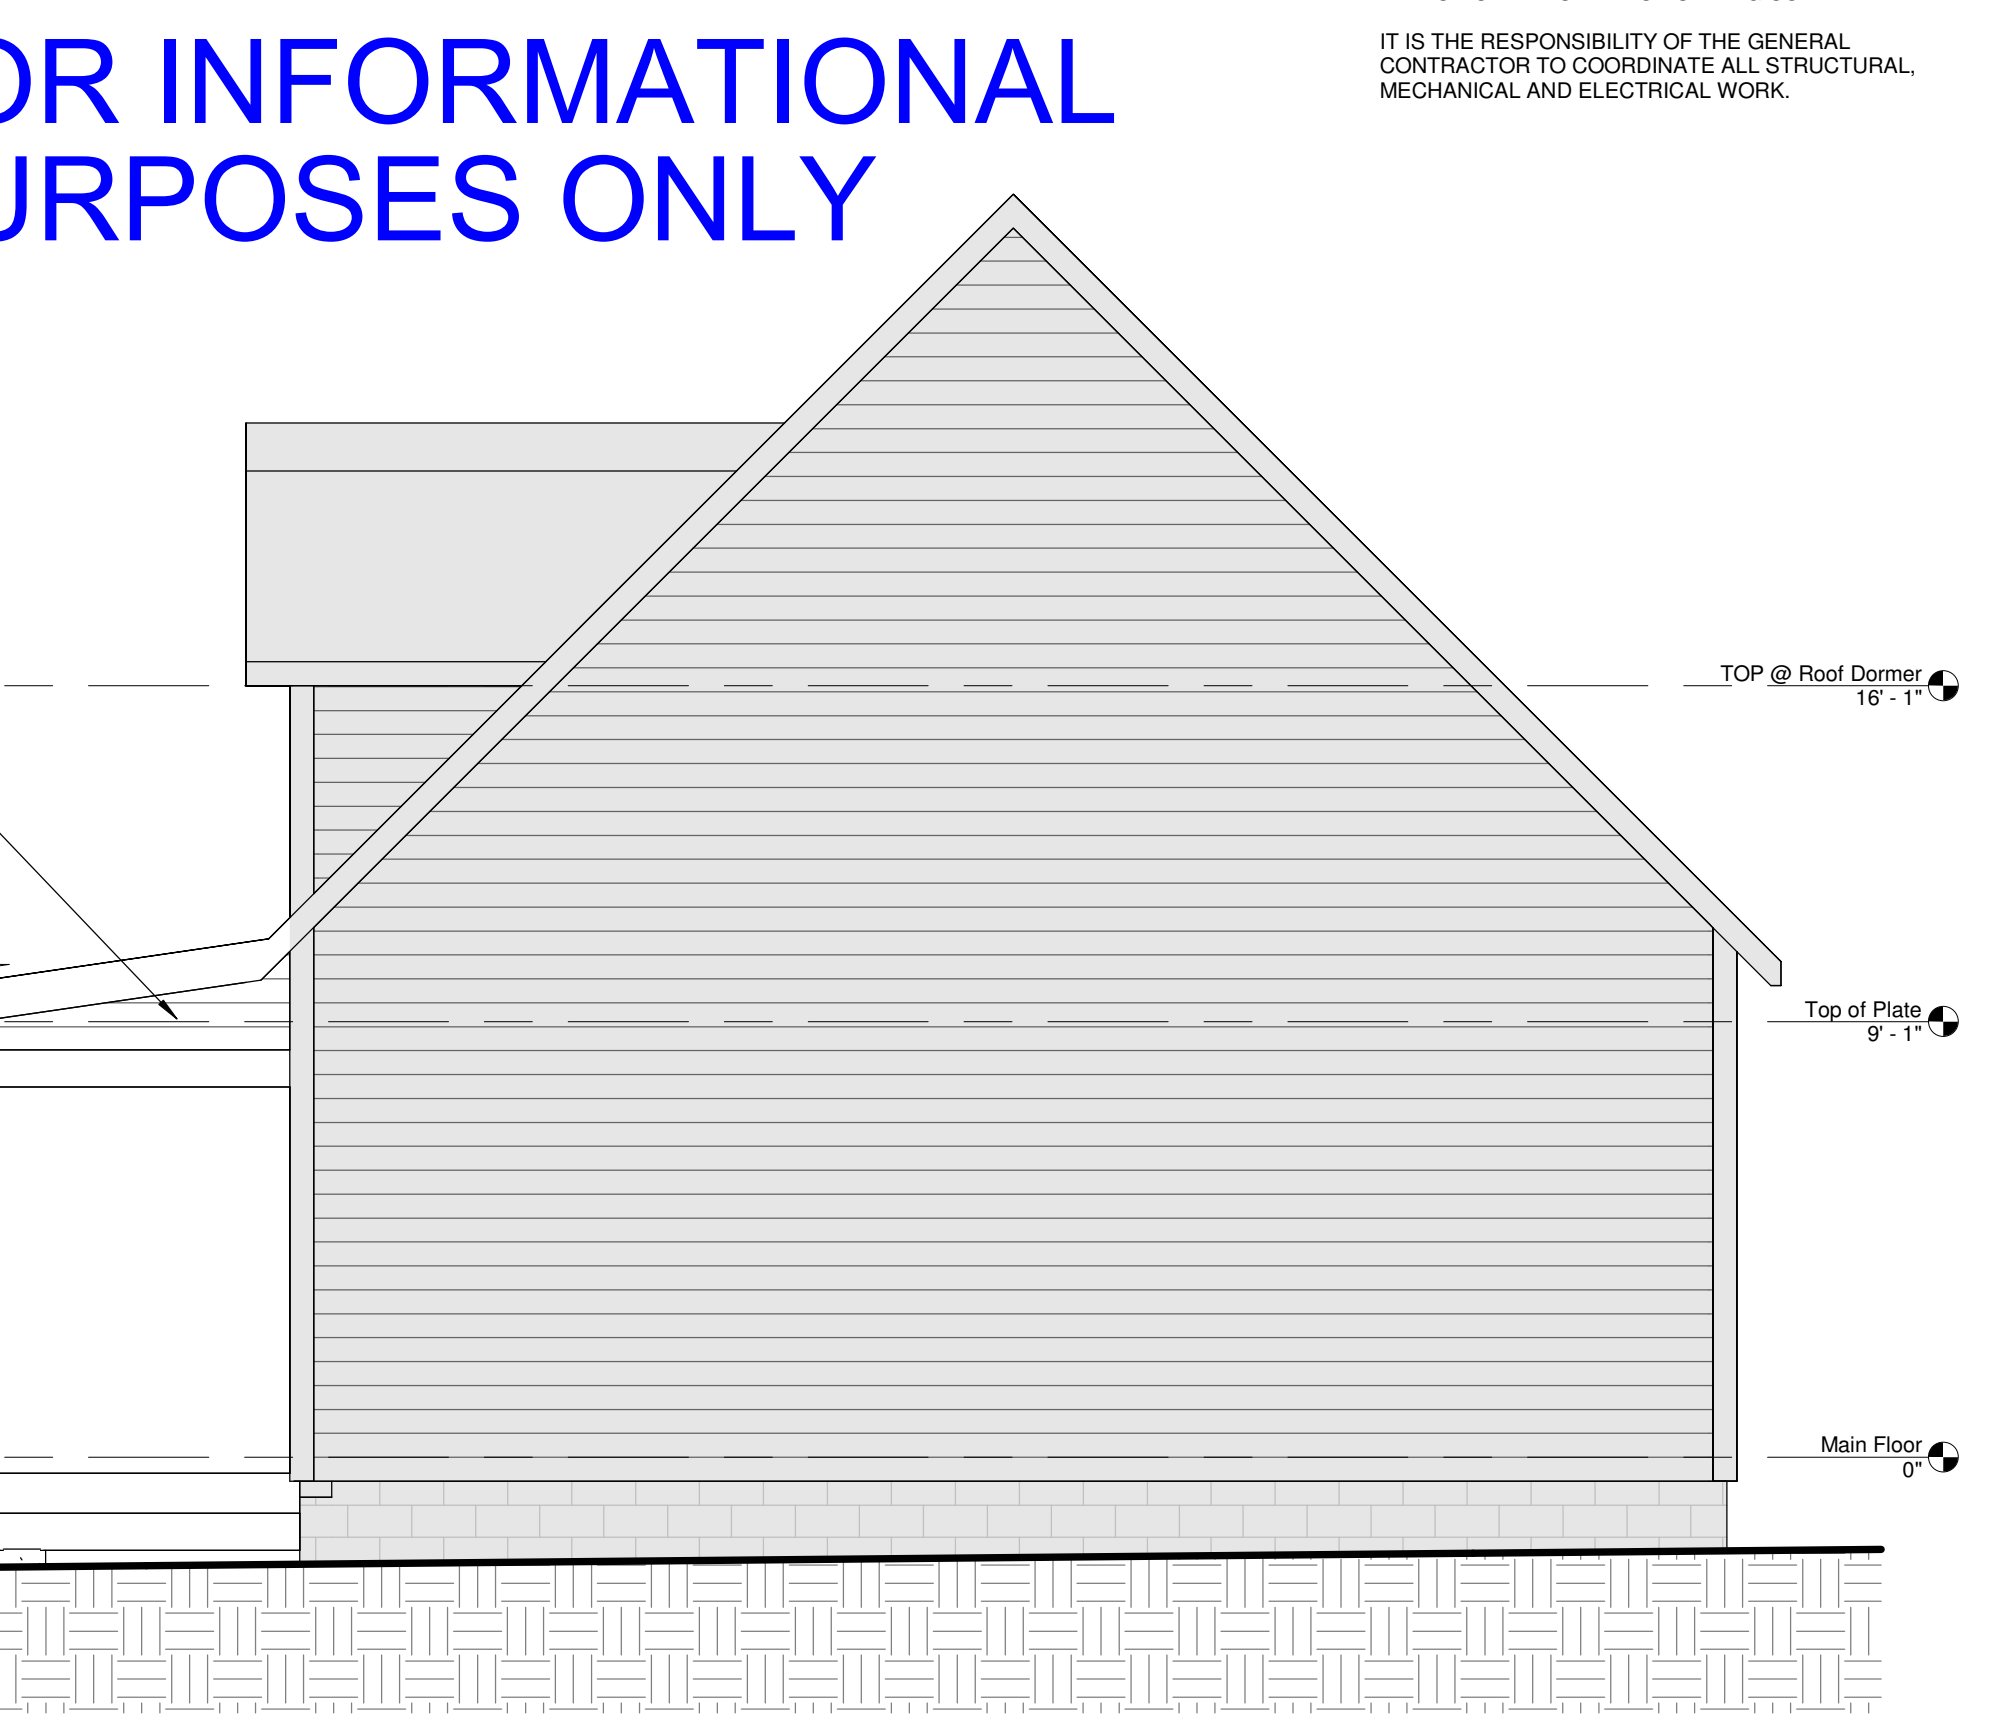 OR INFORMATIONAL
URPOSES ONLY
IT IS THE RESPONSIBILITY OF THE GENERAL
CONTRACTOR TO COORDINATE ALL STRUCTURAL,
MECHANICAL AND ELECTRICAL WORK.
TOP @ Roof Dormer
16' - 1"
Top of Plate
9' - 1"
Main Floor
0"